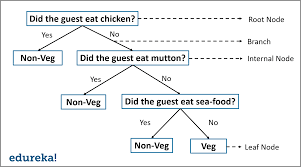 Did the guest eat chicken?
Root Node
Yes
No
Branch
Non-Veg
Did the guest eat mutton?
Internal Node
Yes
No
Non-Veg
Did the guest eat sea-food?
Yes
No
Non-Veg
Veg
Leaf Node
edureka!